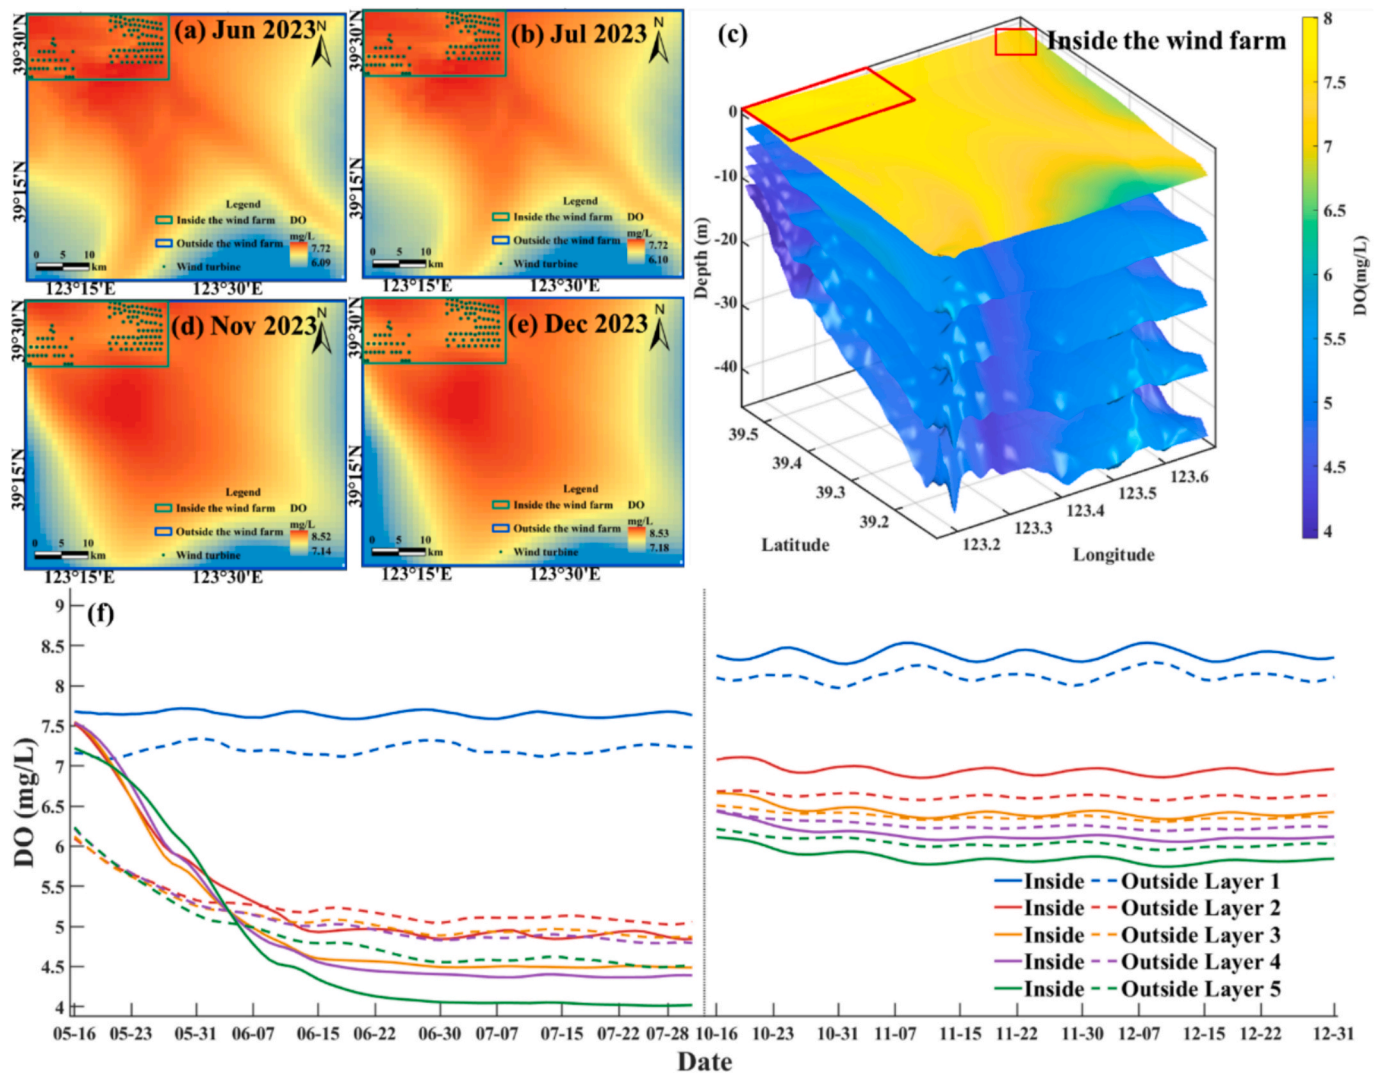 (a) Jun 2023
N
39°30'N
39°15'N
Legend
Inside the wind farm DO
mg/L
Outside the wind farm
7.72
6.09
Wind turbine
0 5 10
km
123°15'E 123°30'E
(b) Jul 2023
N
39°30'N
39°15'N
Legend
Inside the wind farm DO
mg/L
Outside the wind farm
7.72
6.10
Wind turbine
0 5 10
km
123°15'E 123°30'E
(c)
Inside the wind farm
0
-10
-20
-30
-40
Depth (m)
39.5
39.4
39.3
39.2
Latitude
123.2
123.3
123.4
123.5
123.6
Longitude
8
7.5
7
6.5
6
5.5
5
4.5
4
DO(mg/L)
(d) Nov 2023
N
39°30'N
39°15'N
Legend
Inside the wind farm DO
mg/L
Outside the wind farm
8.52
7.14
Wind turbine
0 5 10
km
123°15'E 123°30'E
(e) Dec 2023
N
39°30'N
39°15'N
Legend
Inside the wind farm DO
mg/L
Outside the wind farm
8.53
7.18
Wind turbine
0 5 10
km
123°15'E 123°30'E
(f)
9
8.5
8
7.5
7
6.5
6
5.5
5
4.5
4
DO (mg/L)
Inside Outside Layer 1
Inside Outside Layer 2
Inside Outside Layer 3
Inside Outside Layer 4
Inside Outside Layer 5
05-16 05-23 05-31 06-07 06-15 06-22 06-30 07-07 07-15 07-22 07-28 10-16 10-23 10-31 11-07 11-15 11-22 11-30 12-07 12-15 12-22 12-31
Date